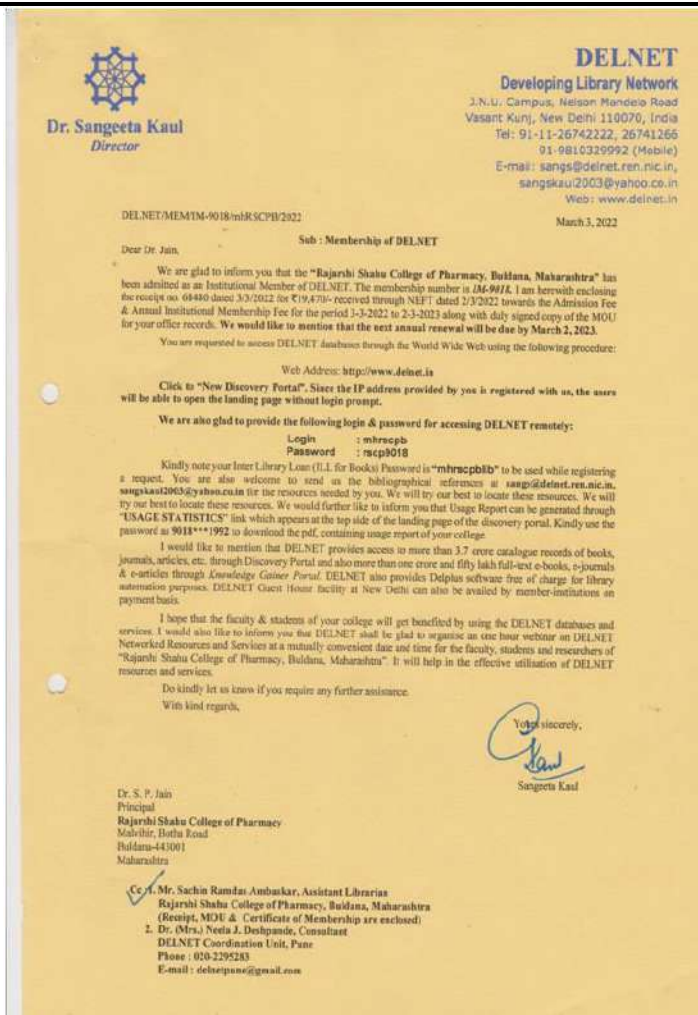 DELNET
Developing Library Network
J.N.U. Campus, Nelson Mandela Road
Vasant Kunj, New Delhi 110070, India
Tel: 91-11-26742222, 26741266
91-9810329992 (Mobile)
E-mail: sangs@delnet.ren.nic.in,
sangskaul2003@yahoo.co.in
Web: www.delnet.in
Dr. Sangeeta Kaul
Director
DELNET/MEM/IM-9018/mhRSCPB/2022
March 3, 2022
Sub : Membership of DELNET
Dear Dr. Jain,
We are glad to inform you that the "Rajarshi Shahu College of Pharmacy, Buldana, Maharashtra" has
been admitted as an Institutional Member of DELNET. The membership number is IM-9018. I am herewith enclosing
the receipt no. 68480 dated 3/3/2022 for ₹19,470/- received through NEFT dated 2/3/2022 towards the Admission Fee
& Annual Institutional Membership Fee for the period 3-3-2022 to 2-3-2023 along with duly signed copy of the MOU
for your office records. We would like to mention that the next annual renewal will be due by March 2, 2023.
You are requested to access DELNET databases through the World Wide Web using the following procedure:
Web Address: http://www.delnet.in
Click to "New Discovery Portal". Since the IP address provided by you is registered with us, the users
will be able to open the landing page without login prompt.
We are also glad to provide the following login & password for accessing DELNET remotely:
Login : mhrscpb
Password : rscp9018
Kindly note your Inter Library Loan (ILL for Books) Password is "mhrscpblib" to be used while registering
a request. You are also welcome to send us the bibliographical references at sangs@delnet.ren.nic.in,
sangskaul2003@yahoo.co.in for the resources needed by you. We will try our best to locate these resources. We will
try our best to locate these resources. We would further like to inform you that Usage Report can be generated through
"USAGE STATISTICS" link which appears at the top side of the landing page of the discovery portal. Kindly use the
password as 9018***1992 to download the pdf, containing usage report of your college.
I would like to mention that DELNET provides access to more than 3.7 crore catalogue records of books,
journals, articles, etc. through Discovery Portal and also more than one crore and fifty lakh full-text e-books, e-journals
& e-articles through Knowledge Gainer Portal. DELNET also provides Delplus software free of charge for library
automation purposes. DELNET Guest House facility at New Delhi can also be availed by member-institutions on
payment basis.
I hope that the faculty & students of your college will get benefited by using the DELNET databases and
services. I would also like to inform you that DELNET shall be glad to organise an one hour webinar on DELNET
Networked Resources and Services at a mutually convenient date and time for the faculty, students and researchers of
"Rajarshi Shahu College of Pharmacy, Buldana, Maharashtra". It will help in the effective utilisation of DELNET
resources and services.
Do kindly let us know if you require any further assistance.
With kind regards,
Yours sincerely,
Kaul
Sangeeta Kaul
Dr. S. P. Jain
Principal
Rajarshi Shahu College of Pharmacy
Malvihir, Botha Road
Buldana-443001
Maharashtra
Cc 1. Mr. Sachin Ramdas Ambaskar, Assistant Librarian
Rajarshi Shahu College of Pharmacy, Buldana, Maharashtra
(Receipt, MOU & Certificate of Membership are enclosed)
2. Dr. (Mrs.) Neela J. Deshpande, Consultant
DELNET Coordination Unit, Pune
Phone : 020-2295283
E-mail : delnetpune@gmail.com